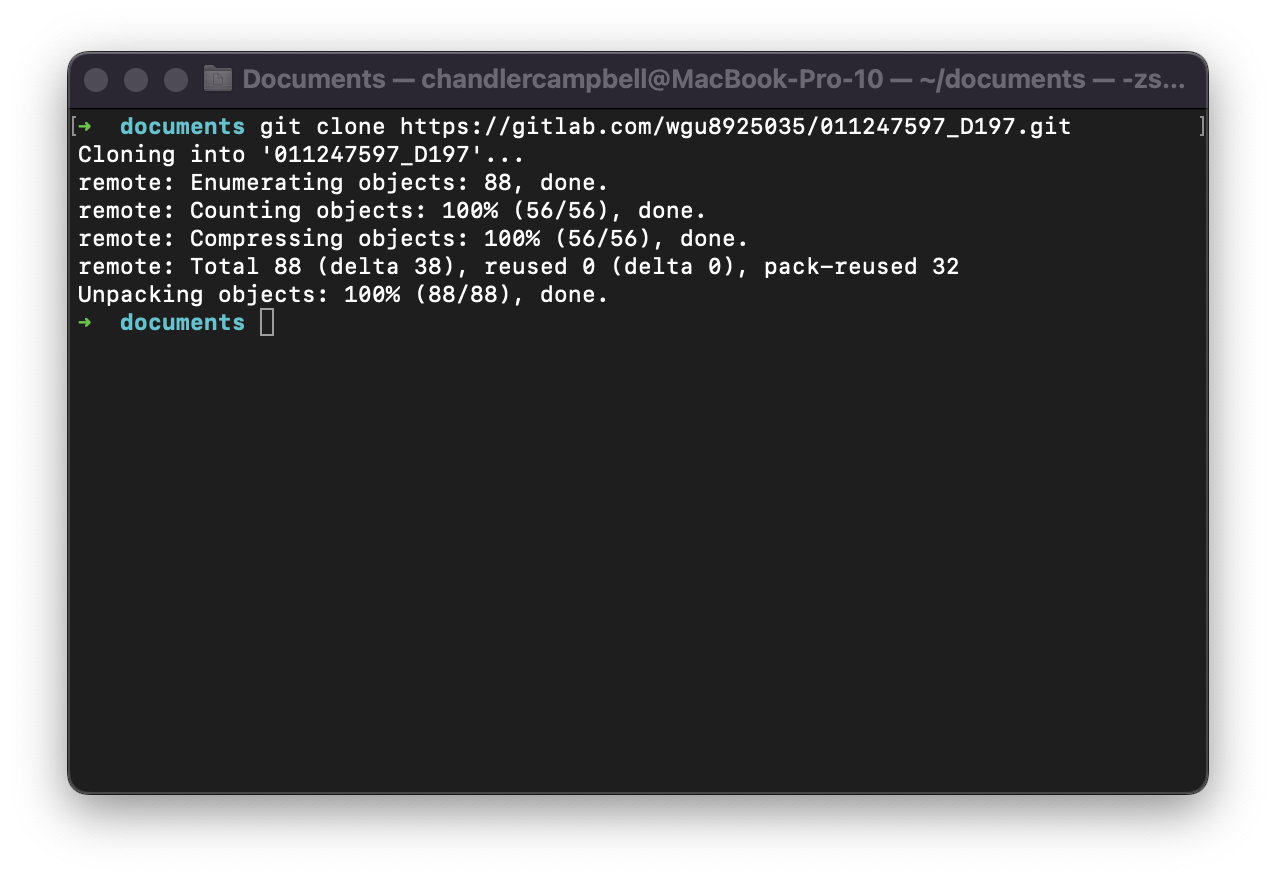 Documents — chandlercampbell@MacBook-Pro-10 — ~/documents — -zs...
[➜  documents git clone https://gitlab.com/wgu8925035/011247597_D197.git ]
Cloning into '011247597_D197'...
remote: Enumerating objects: 88, done.
remote: Counting objects: 100% (56/56), done.
remote: Compressing objects: 100% (56/56), done.
remote: Total 88 (delta 38), reused 0 (delta 0), pack-reused 32
Unpacking objects: 100% (88/88), done.
➜  documents